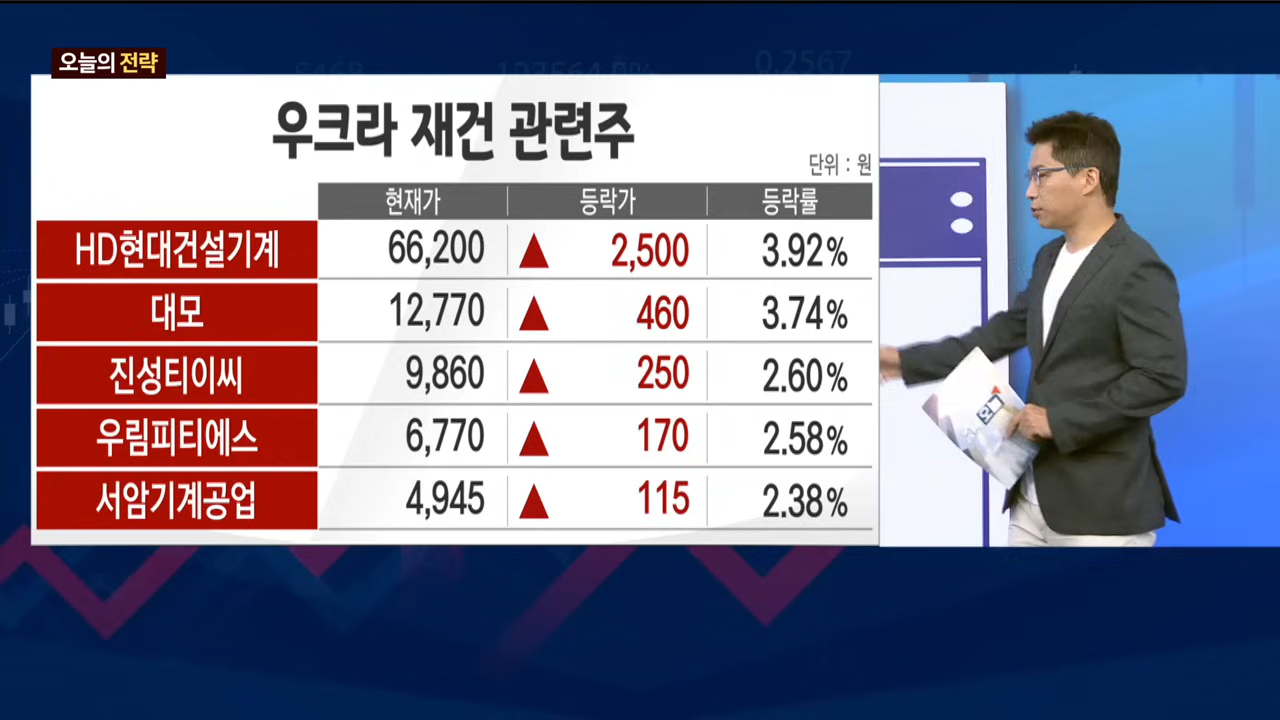 오늘의 전략
우크라 재건 관련주
단위 : 원
현재가 등락가 등락률
HD현대건설기계 66,200 ▲ 2,500 3.92%
대모 12,770 ▲ 460 3.74%
진성티이씨 9,860 ▲ 250 2.60%
우림피티에스 6,770 ▲ 170 2.58%
서암기계공업 4,945 ▲ 115 2.38%
0.2567